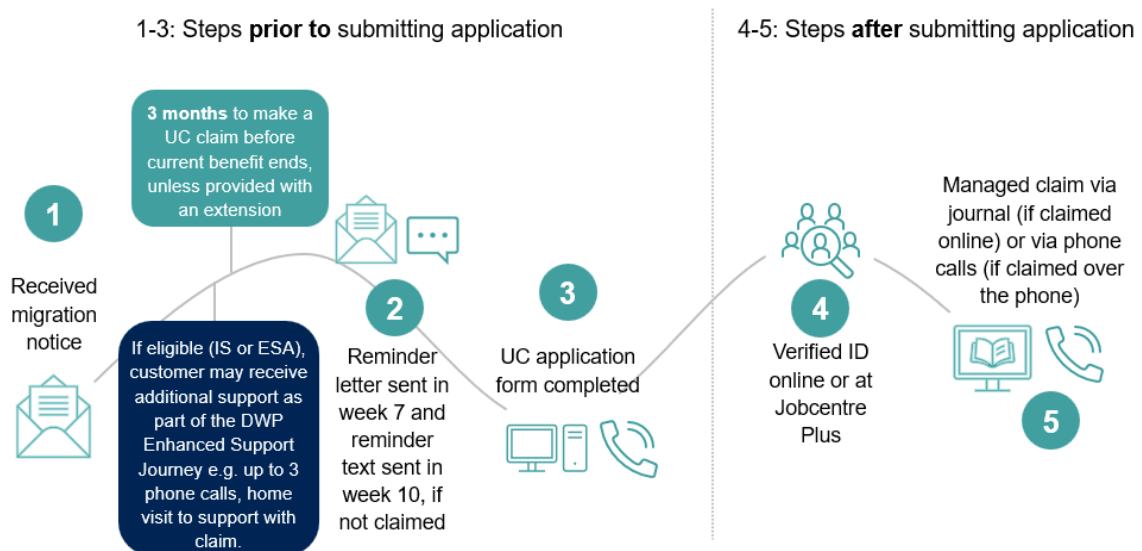 1-3: Steps prior to submitting application
4-5: Steps after submitting application
3 months to make a
UC claim before
current benefit ends,
unless provided with
an extension
1
Received
migration
notice
If eligible (IS or ESA),
customer may receive
additional support as
part of the DWP
Enhanced Support
Journey e.g. up to 3
phone calls, home
visit to support with
claim.
2
Reminder
letter sent in
week 7 and
reminder
text sent in
week 10, if
not claimed
3
UC application
form completed
4
Verified ID
online or at
Jobcentre
Plus
Managed claim via
journal (if claimed
online) or via phone
calls (if claimed over
the phone)
5